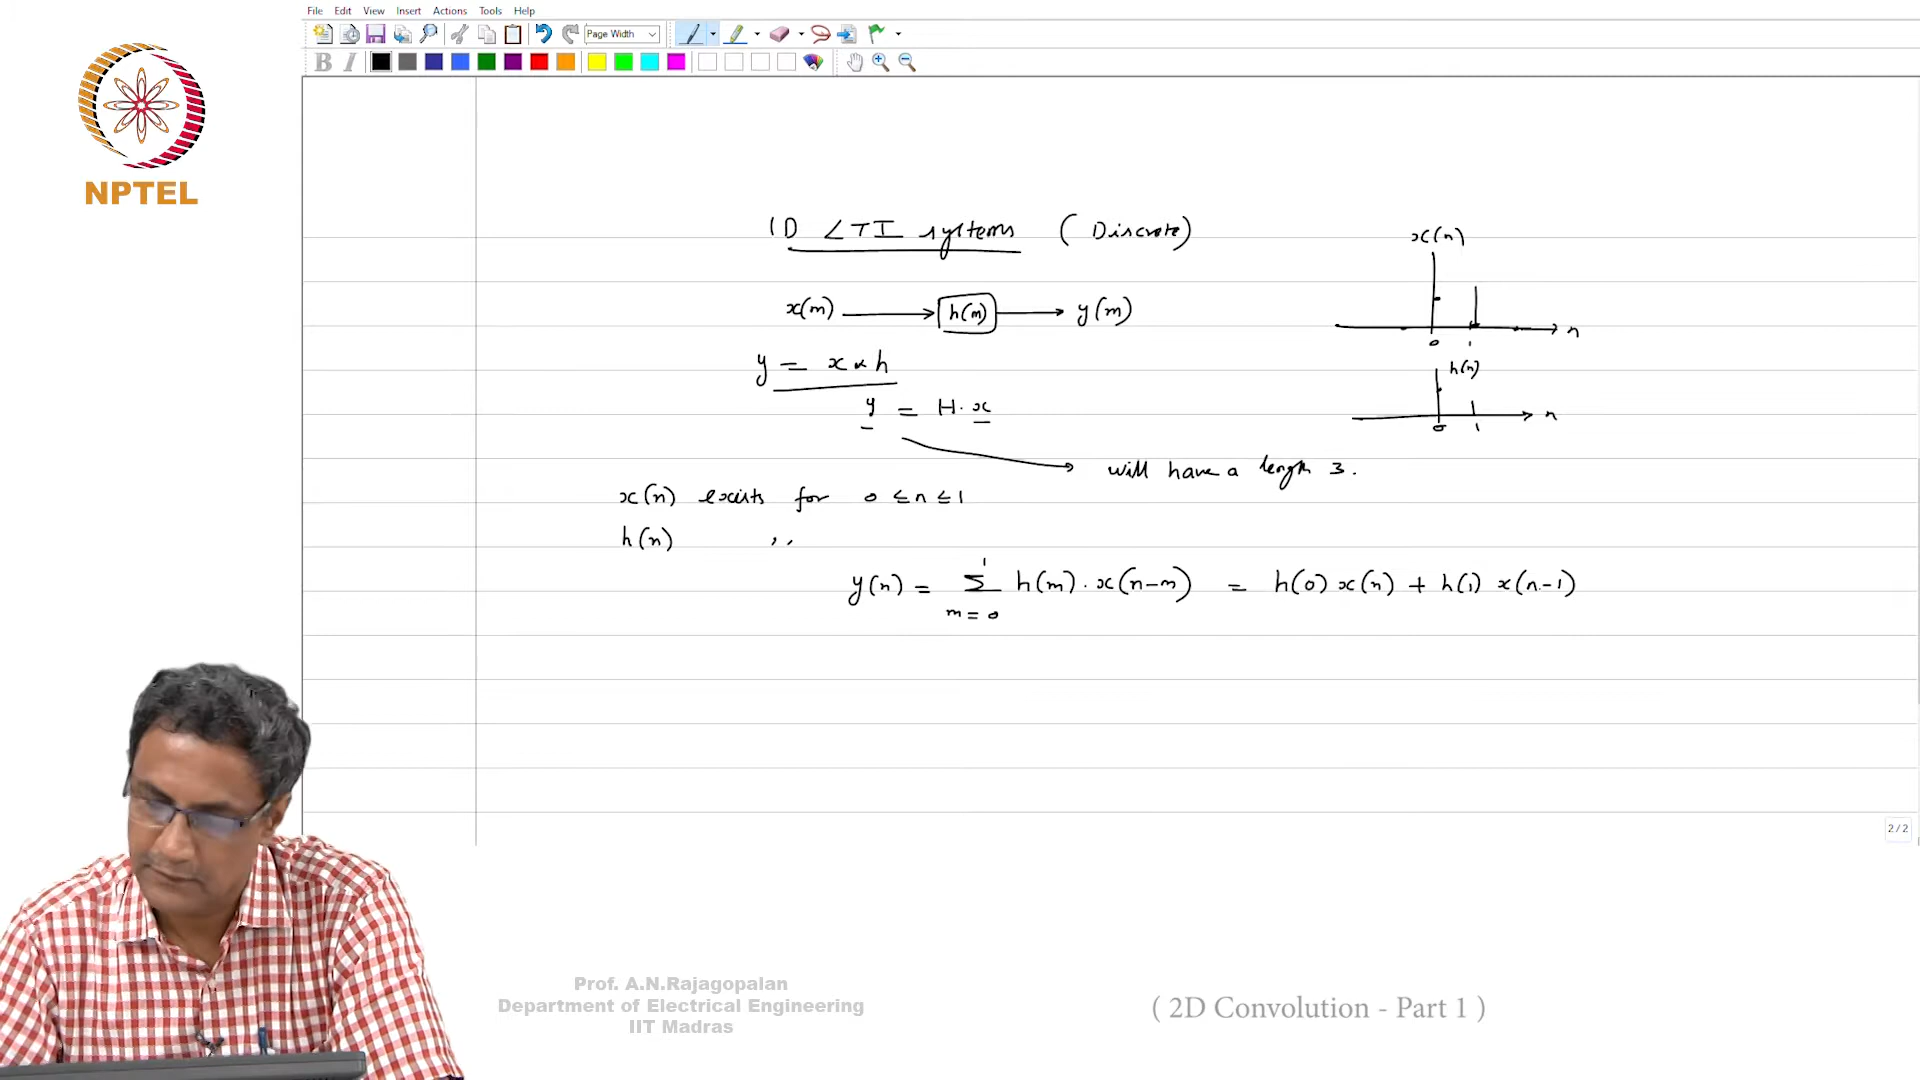 File Edit View Insert Actions Tools Help
Page Width
B I
NPTEL
1D LTI systems (Discrete)
x(n)
x(m) → h(m) → y(m)
n
0 1
y = x * h
h(n)
y = H · x
n
0 1
will have a length 3.
x(n) exists for 0 ≤ n ≤ 1
h(n) ,,
y(n) = 1 Σ m = 0 h(m) · x(n-m) = h(0) x(n) + h(1) x(n-1)
2 / 2
Prof. A.N.Rajagopalan
Department of Electrical Engineering
IIT Madras
( 2D Convolution - Part 1 )